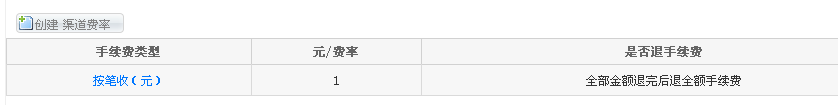 创建 渠道费率
手续费类型 元/费率 是否退手续费
按笔收（元） 1 全部金额退完后退全额手续费